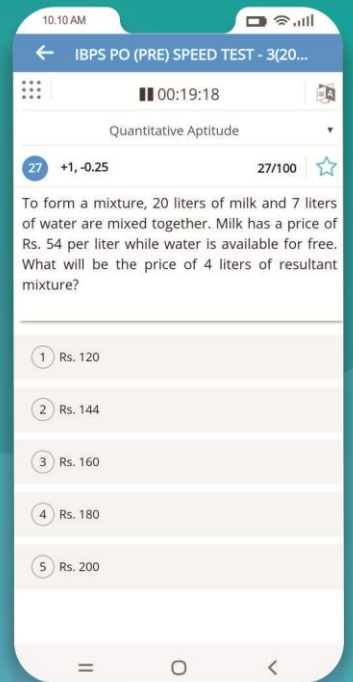 10.10 AM
IBPS PO (PRE) SPEED TEST - 3(20...
00:19:18
Quantitative Aptitude
27 +1, -0.25 27/100
To form a mixture, 20 liters of milk and 7 liters
of water are mixed together. Milk has a price of
Rs. 54 per liter while water is available for free.
What will be the price of 4 liters of resultant
mixture?
1 Rs. 120
2 Rs. 144
3 Rs. 160
4 Rs. 180
5 Rs. 200